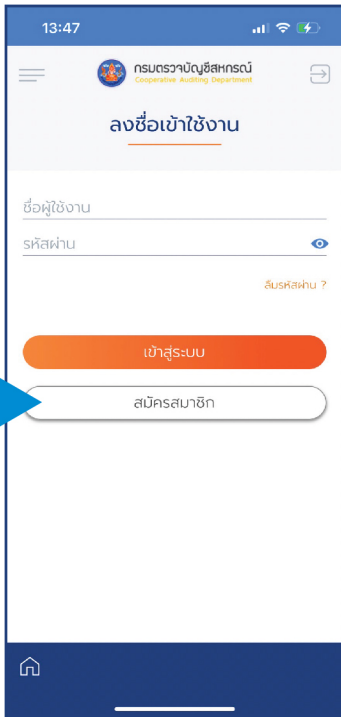 13:47
กรมตรวจบัญชีสหกรณ์
Cooperative Auditing Department
ลงชื่อเข้าใช้งาน
ชื่อผู้ใช้งาน
รหัสผ่าน
ลืมรหัสผ่าน ?
เข้าสู่ระบบ
สมัครสมาชิก